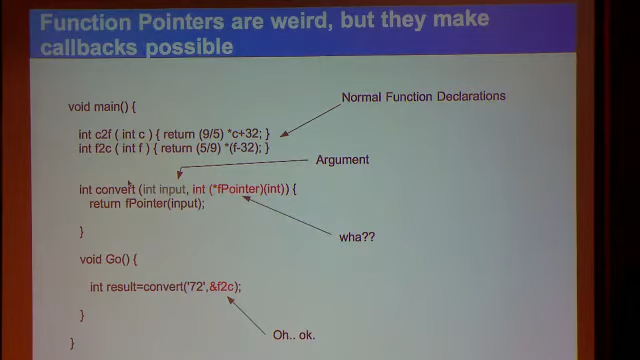 Function Pointers are weird, but they make
callbacks possible
void main() {
Normal Function Declarations
int c2f ( int c ) { return (9/5) *c+32; }
int f2c ( int f ) { return (5/9) *(f-32); }
Argument
int convert (int input, int (*fPointer)(int)) {
return fPointer(input);
wha??
}
void Go() {
int result=convert('72',&f2c);
}
Oh.. ok.
}